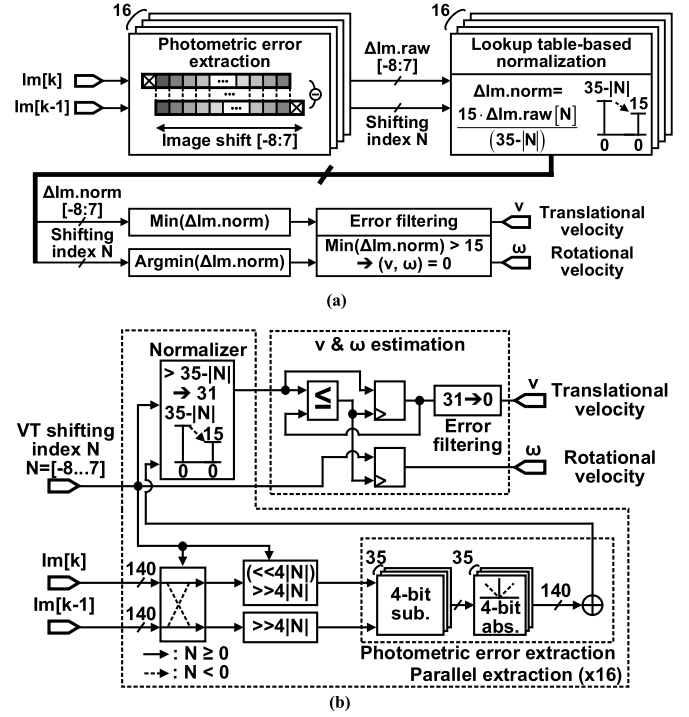 16
Photometric error
extraction
Im[k]
Im[k-1]
...
...
Image shift [-8:7]
ΔIm.raw
[-8:7]
Shifting
index N
16
Lookup table-based
normalization
ΔIm.norm=
15·ΔIm.raw[N]
(35-|N|)
35-|N|
15
0 0
ΔIm.norm
[-8:7]
Shifting
index N
Min(ΔIm.norm)
Argmin(ΔIm.norm)
Error filtering
Min(ΔIm.norm) > 15
➔ (v, ω) = 0
v
Translational
velocity
ω
Rotational
velocity
(a)
Normalizer
> 35-|N|
➔ 31
35-|N|
15
0 0
v & ω estimation
≤
31➔0
Error
filtering
v
Translational
velocity
ω
Rotational
velocity
VT shifting
index N
N=[-8...7]
Im[k]
140
Im[k-1]
140
(<<4|N|)
>>4|N|
>>4|N|
35
4-bit
sub.
35
4-bit
abs.
140
: N ≥ 0
: N < 0
Photometric error extraction
Parallel extraction (x16)
(b)